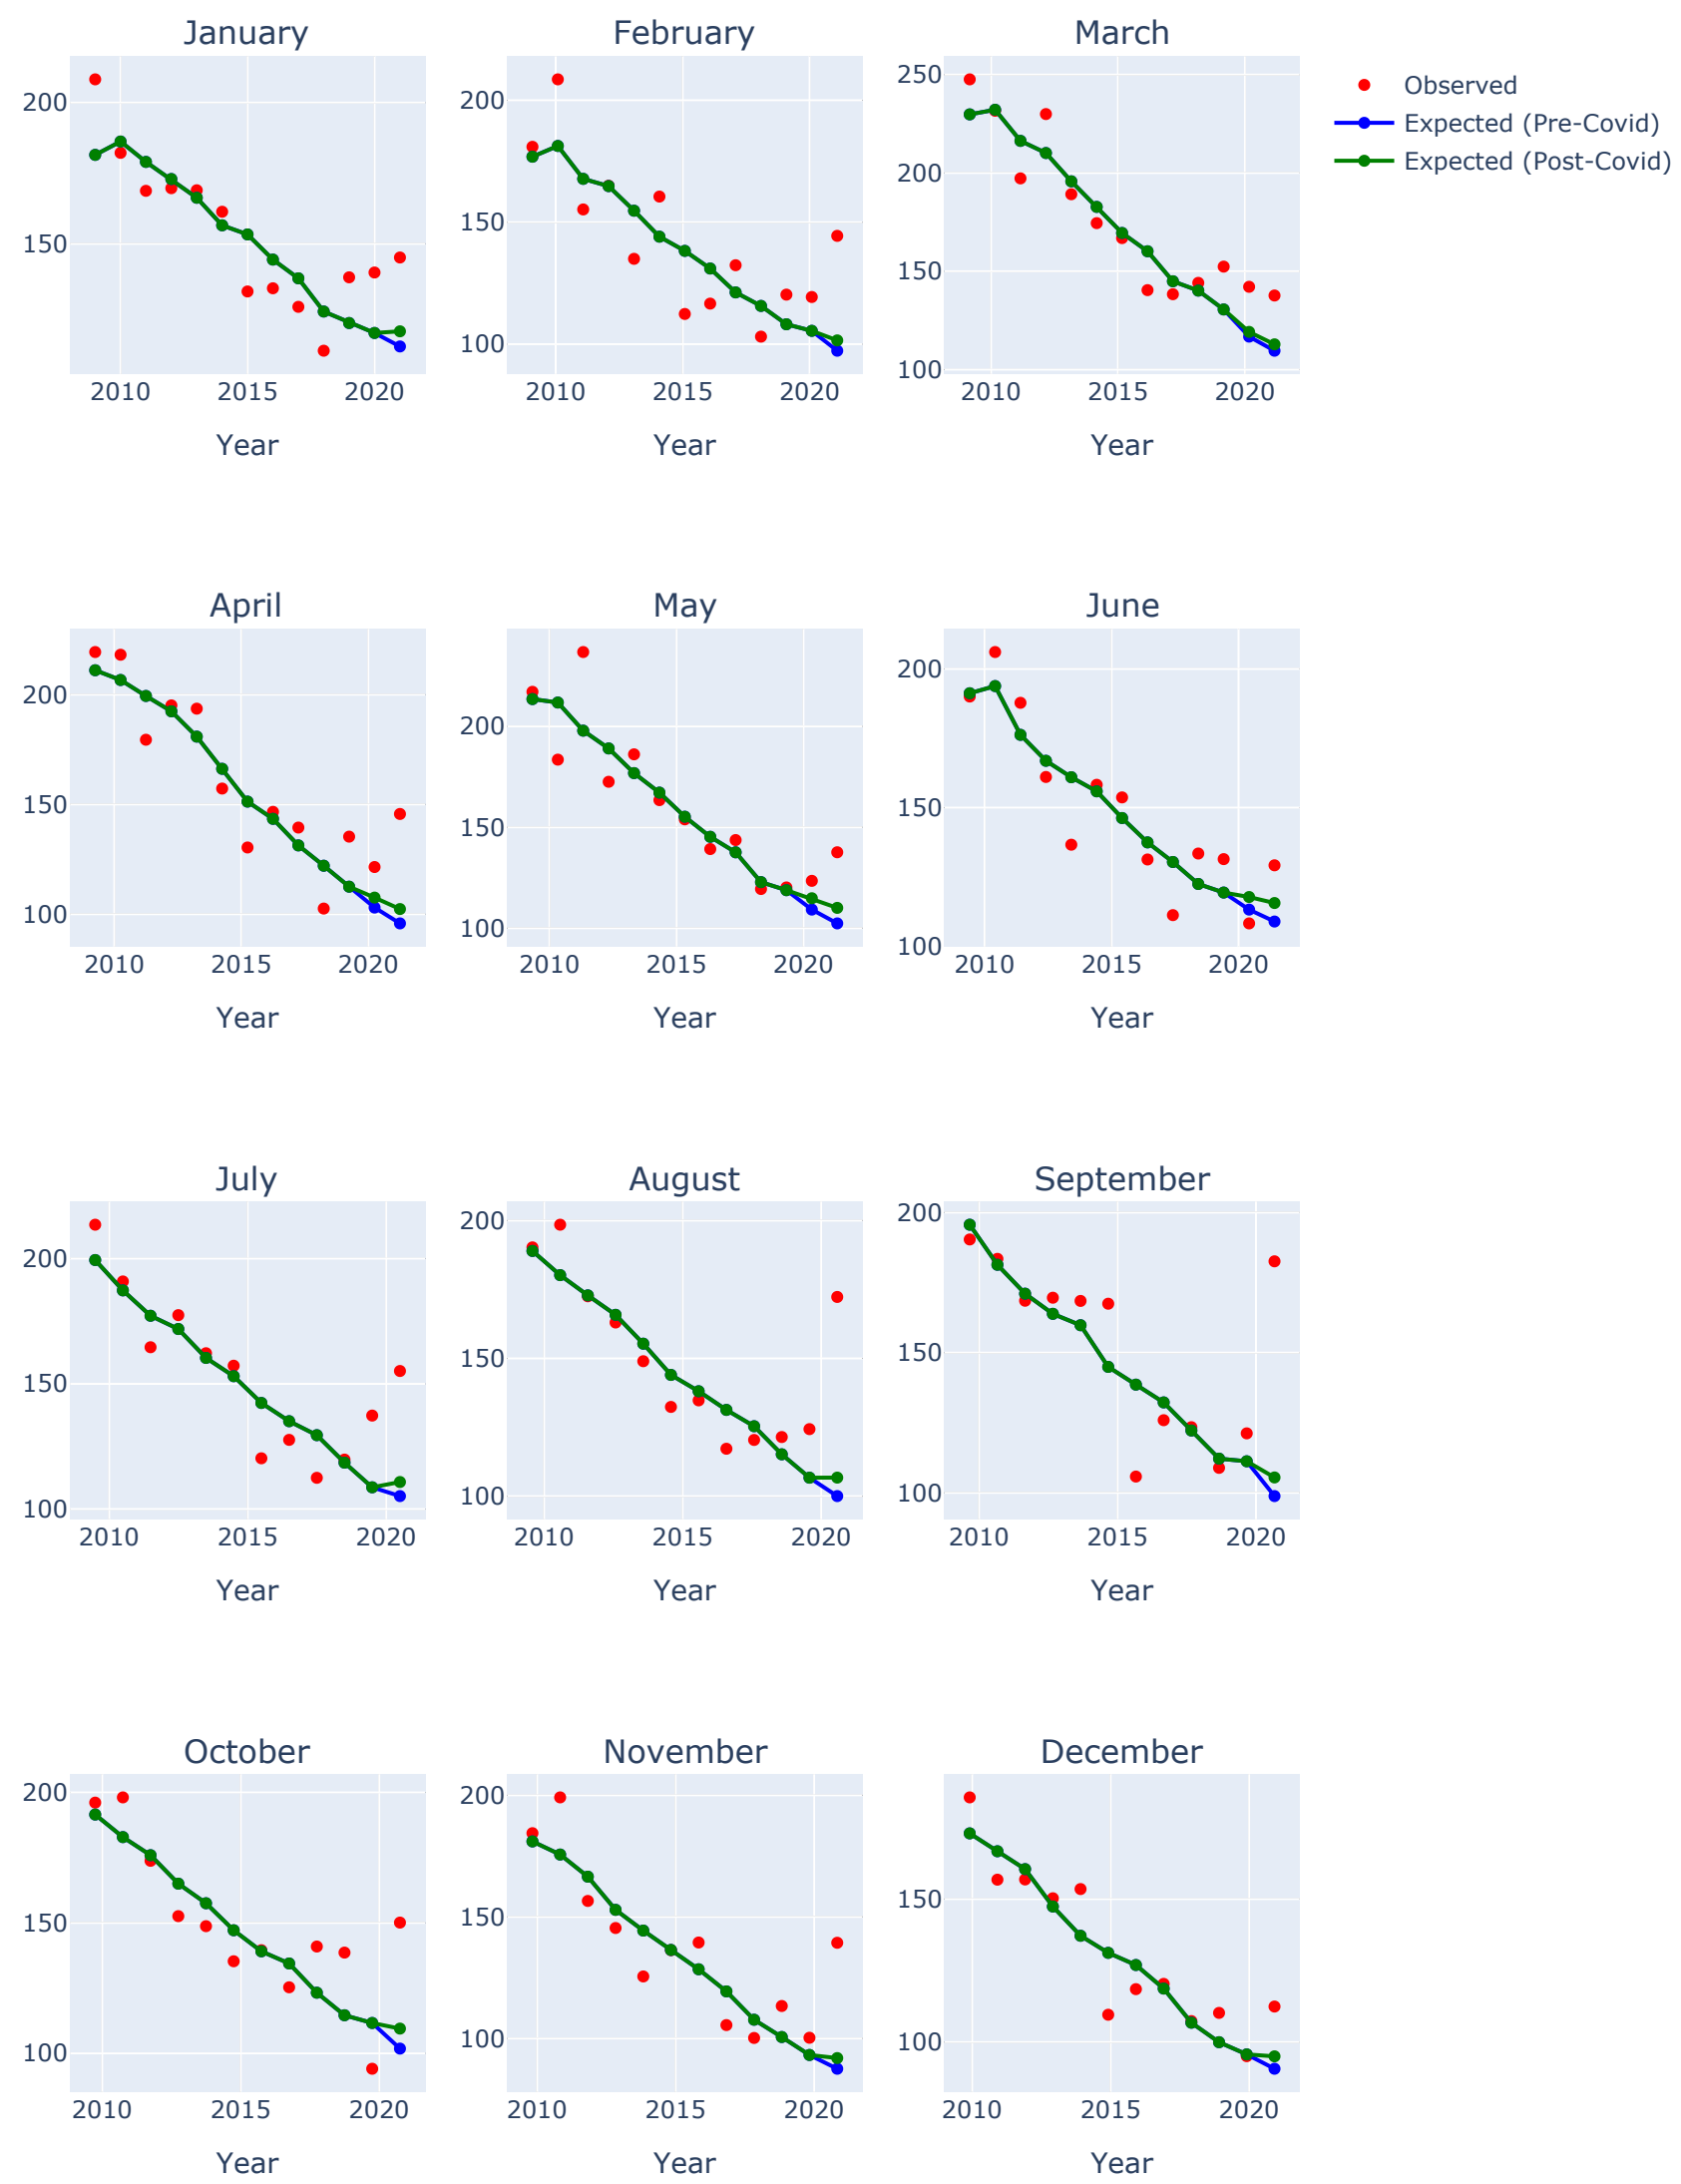 January
February
March
200
150
2010
2015
2020
Year
200
150
100
2010
2015
2020
Year
250
200
150
100
2010
2015
2020
Year
Observed
Expected (Pre-Covid)
Expected (Post-Covid)
April
May
June
200
150
100
2010
2015
2020
Year
200
150
100
2010
2015
2020
Year
200
150
100
2010
2015
2020
Year
July
August
September
200
150
100
2010
2015
2020
Year
200
150
100
2010
2015
2020
Year
200
150
100
2010
2015
2020
Year
October
November
December
200
150
100
2010
2015
2020
Year
200
150
100
2010
2015
2020
Year
150
100
2010
2015
2020
Year